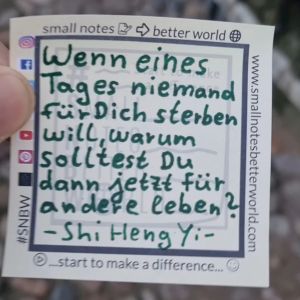 small notes better world
Wenn eines
Tages niemand
für Dich sterben
will, warum
solltest Du
dann jetzt für
andere leben?
- Shi Heng Yi:-
...start to make a difference...
www.smallnotesbetterworld.com
#SNBW